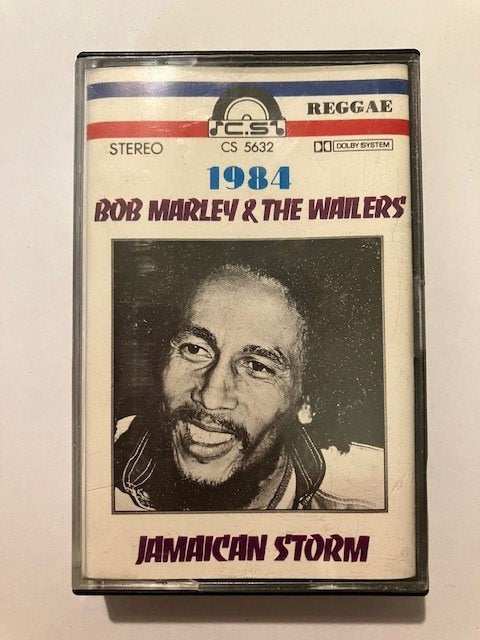 REGGAE
C.S
STEREO CS 5632 DOLBY SYSTEM
1984
BOB MARLEY & THE WAILERS
JAMAICAN STORM